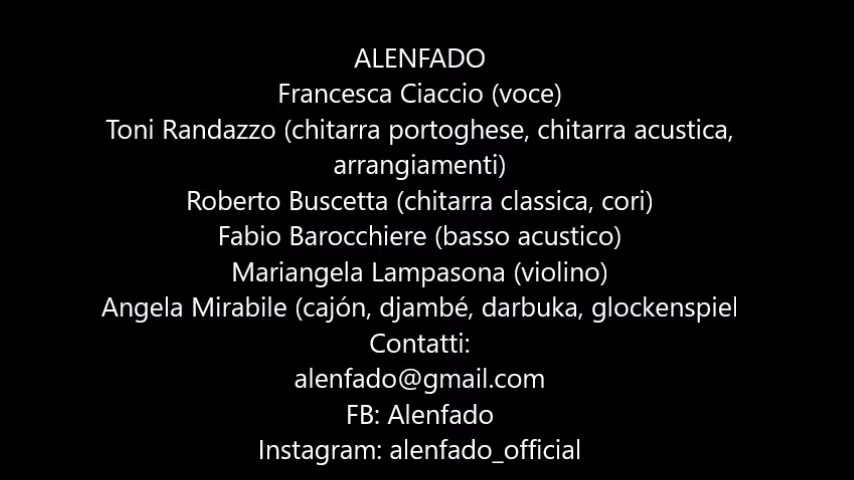 ALENFADO
Francesca Ciaccio (voce)
Toni Randazzo (chitarra portoghese, chitarra acustica,
arrangiamenti)
Roberto Buscetta (chitarra classica, cori)
Fabio Barocchiere (basso acustico)
Mariangela Lampasona (violino)
Angela Mirabile (cajón, djambé, darbuka, glockenspiel
Contatti:
alenfado@gmail.com
FB: Alenfado
Instagram: alenfado_official